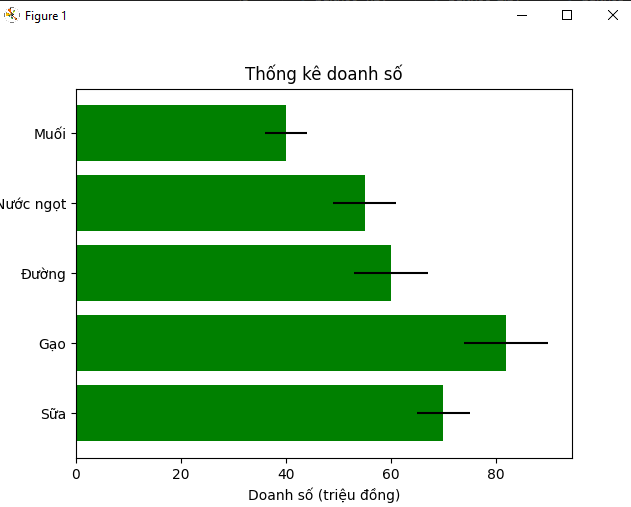 Figure 1
Thống kê doanh số
Muối
Nước ngọt
Đường
Gạo
Sữa
0 20 40 60 80
Doanh số (triệu đồng)